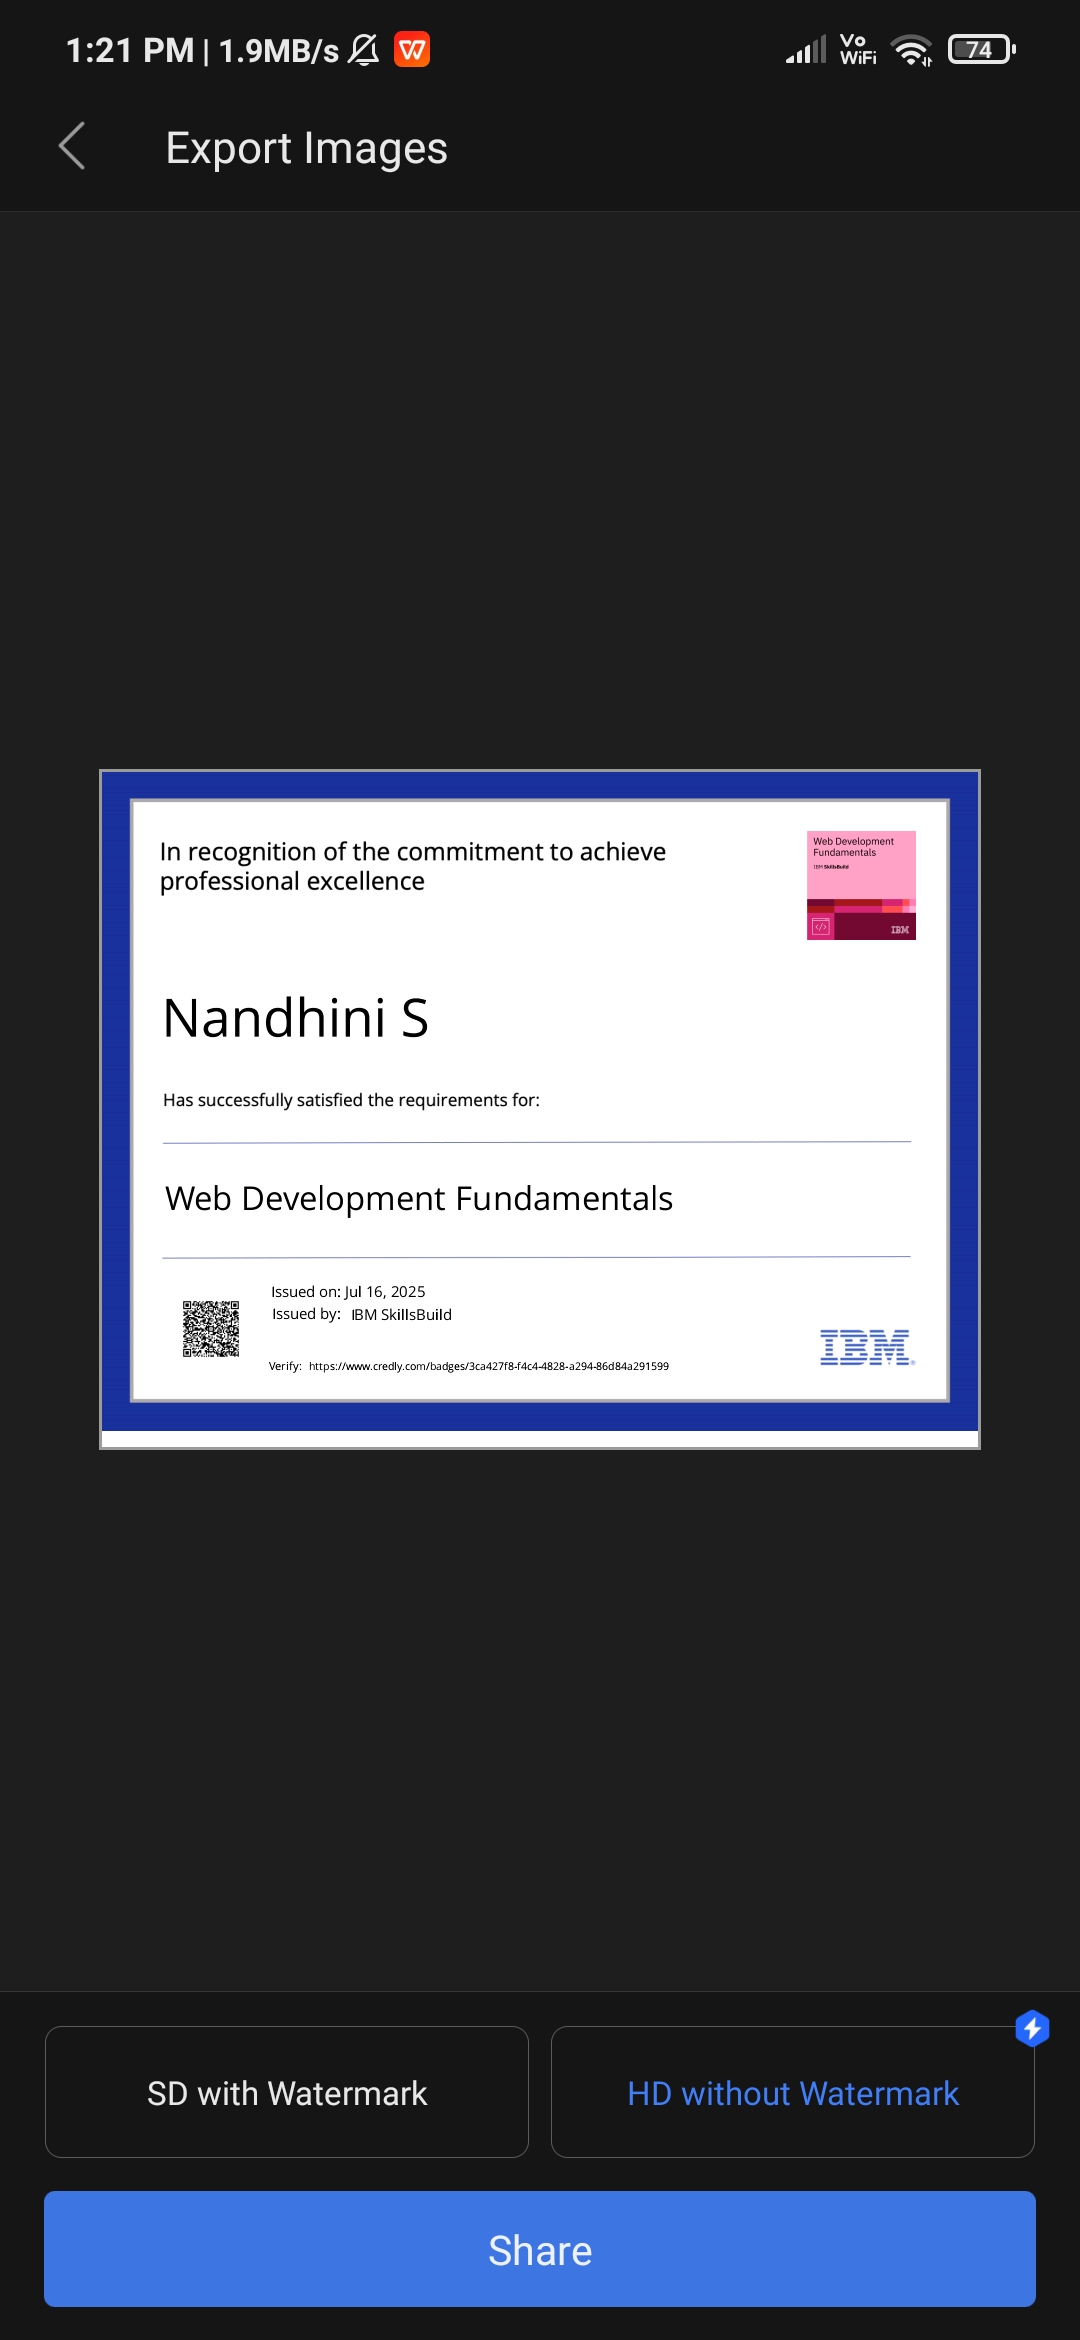 1:21 PM | 1.9MB/s
Vo
WiFi
74
Export Images
In recognition of the commitment to achieve
professional excellence
Web Development
Fundamentals
IBM SkillsBuild
IBM
Nandhini S
Has successfully satisfied the requirements for:
Web Development Fundamentals
Issued on: Jul 16, 2025
Issued by: IBM SkillsBuild
Verify: https://www.credly.com/badges/3ca427f8-f4c4-4828-a294-86d84a291599
IBM®
SD with Watermark
HD without Watermark
Share